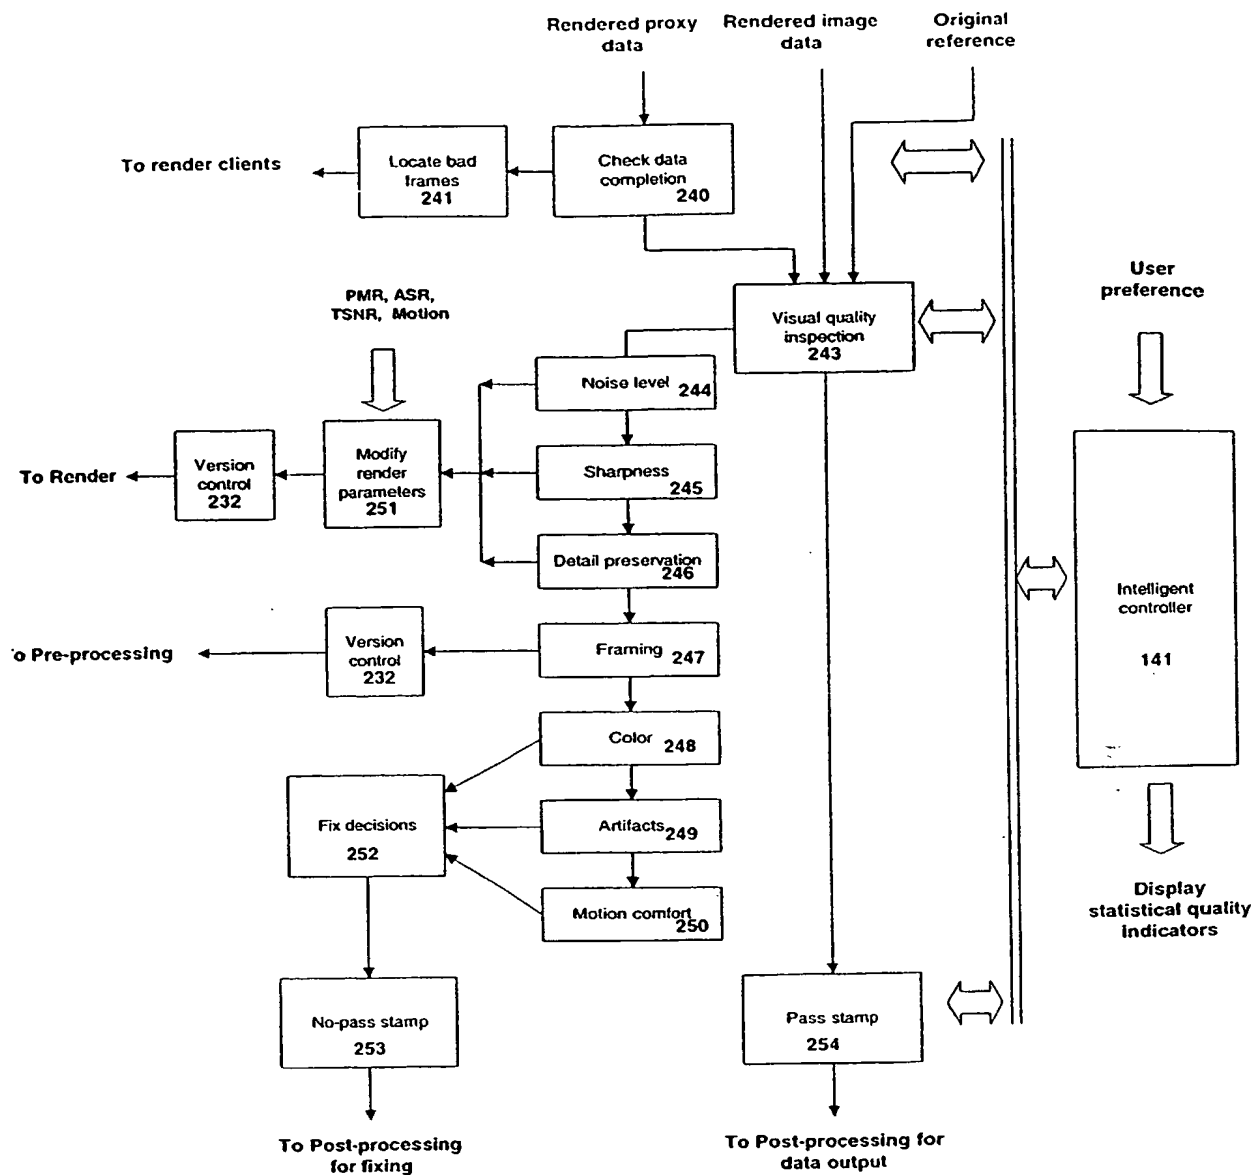 Rendered proxy
data
Rendered image
data
Original
reference
To render clients
Locate bad
frames
241
Check data
completion
240
PMR, ASR,
TSNR, Motion
Visual quality
inspection
243
User
preference
Noise level
244
To Render
Version
control
232
Modify
render
parameters
251
Sharpness
245
Detail preservation
246
Intelligent
controller
141
o Pre-processing
Version
control
232
Framing
247
Color
248
Fix decisions
252
Artifacts
249
Motion comfort
250
Display
statistical quality
indicators
No-pass stamp
253
Pass stamp
254
To Post-processing
for fixing
To Post-processing for
data output